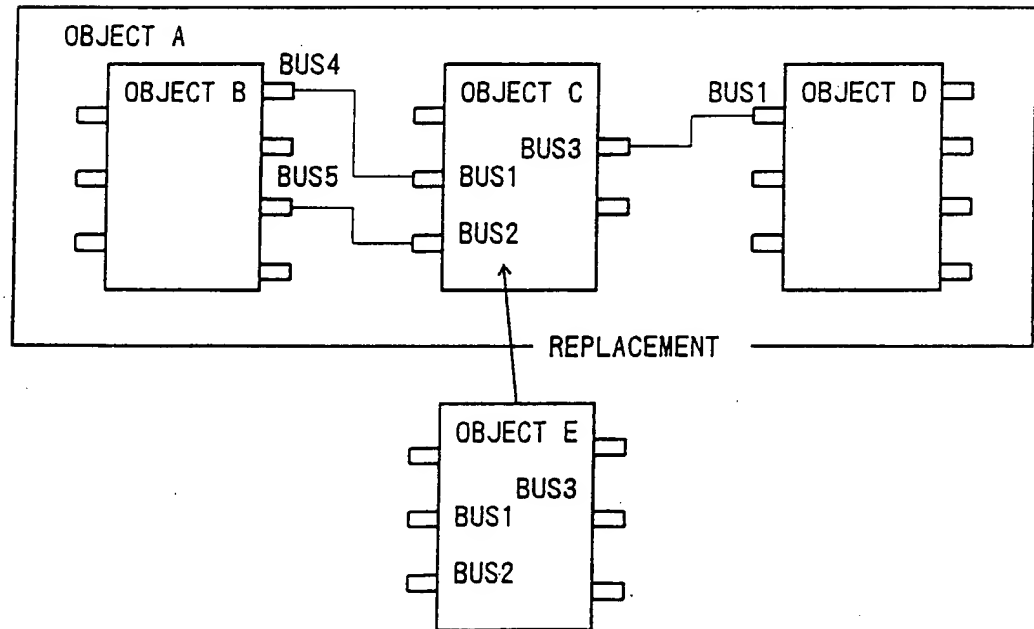 OBJECT A
BUS4
OBJECT B
OBJECT C
BUS1
OBJECT D
BUS3
BUS5
BUS1
BUS2
REPLACEMENT
OBJECT E
BUS3
BUS1
BUS2